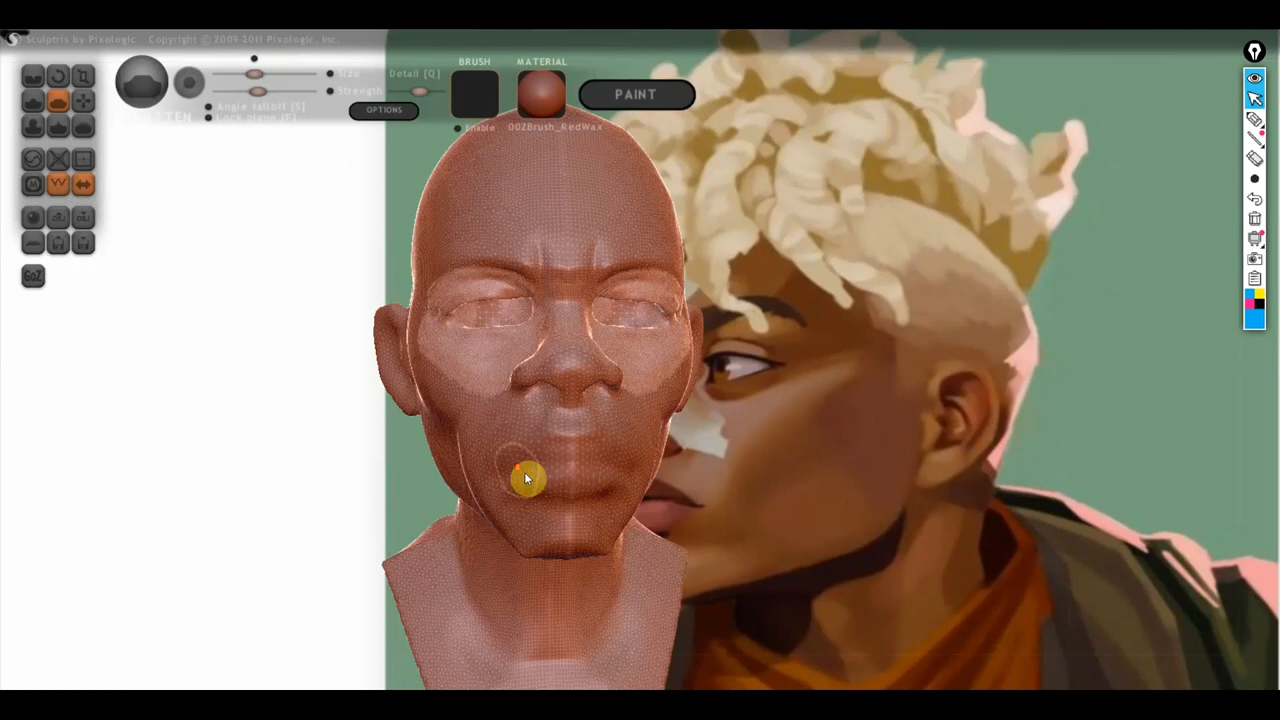 Sculptris by Pixologic Copyright © 2009-2011 Pixologic, Inc.
BRUSH MATERIAL
Size Detail [Q]
Strength
PAINT
Angle falloff [S] OPTIONS
Lock plane [F]
Enable 00ZBrush_RedWax
GoZ